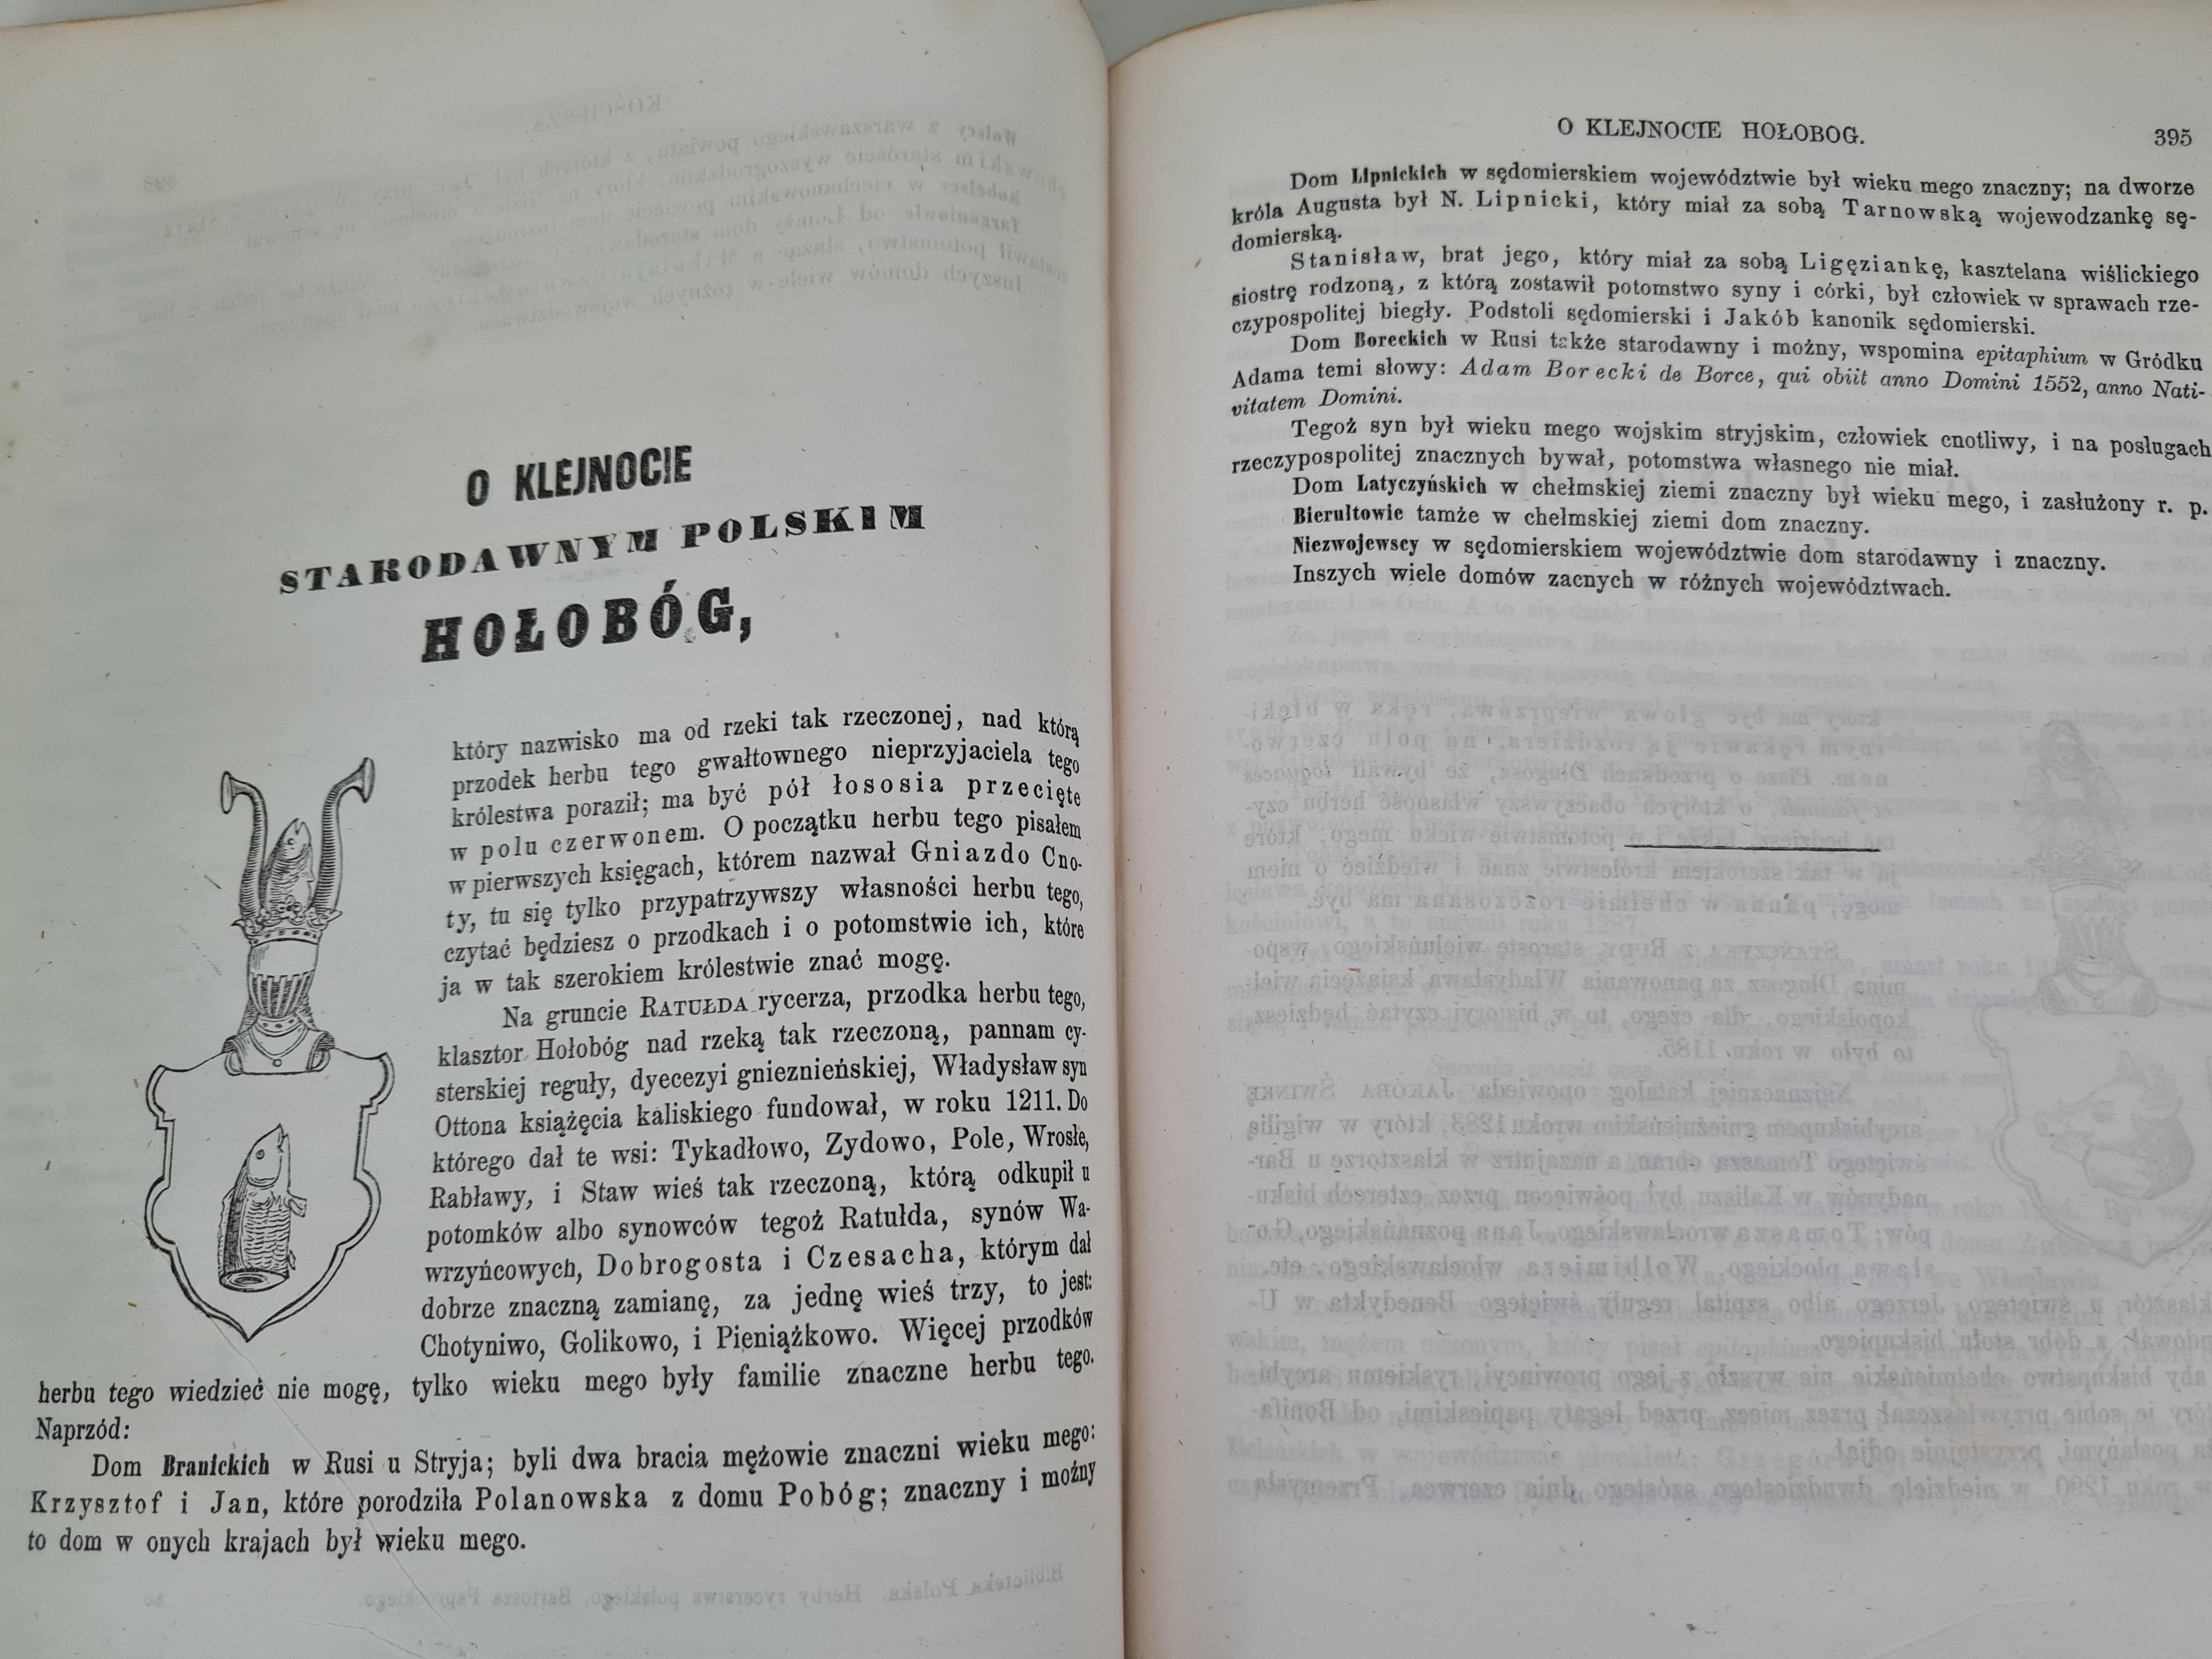 O KLEJNOCIE
STARODAWNYM POLSKIM
HOŁOBÓG,
który nazwisko ma od rzeki tak rzeczonej, nad którą
przodek herbu tego gwałtownego nieprzyjaciela tego
królestwa poraził; ma być pół łososia przecięte
w polu czerwonem. O początku herbu tego pisałem
w pierwszych księgach, którem nazwał Gniazdo Cno-
ty, tu się tylko przypatrzywszy własności herbu tego,
czytać będziesz o przodkach i o potomstwie ich, które
ja w tak szerokiem królestwie znać mogę.
Na gruncie RATUŁDA rycerza, przodka herbu tego,
klasztor Hołobóg nad rzeką tak rzeczoną, pannam cy-
sterskiej reguły, dyecezyi gnieznieńskiej, Władysław syn
Ottona książęcia kaliskiego fundował, w roku 1211. Do
którego dał te wsi: Tykadłowo, Zydowo, Pole, Wrosłe,
Rabławy, i Staw wieś tak rzeczoną, którą odkupił u
potomków albo synowców tegoż Ratułda, synów Wa-
wrzyńcowych, Dobrogosta i Czesacha, którym dał
dobrze znaczną zamianę, za jednę wieś trzy, to jest:
Chotyniwo, Golikowo, i Pieniążkowo. Więcej przodków
herbu tego wiedzieć nie mogę, tylko wieku mego były familie znaczne herbu tego.
Naprzód:
Dom Branickich w Rusi u Stryja; byli dwa bracia mężowie znaczni wieku mego:
Krzysztof i Jan, które porodziła Polanowska z domu Pobóg; znaczny i możny
to dom w onych krajach był wieku mego.
O KLEJNOCIE HOŁOBOG. 395
Dom Lipnickich w sędomierskiem województwie był wieku mego znaczny; na dworze
króla Augusta był N. Lipnicki, który miał za sobą Tarnowską wojewodzankę sę-
domierską.
Stanisław, brat jego, który miał za sobą Ligęziankę, kasztelana wiślickiego
siostrę rodzoną, z którą zostawił potomstwo syny i córki, był człowiek w sprawach rze-
czypospolitej biegły. Podstoli sędomierski i Jakób kanonik sędomierski.
Dom Boreckich w Rusi także starodawny i możny, wspomina epitaphium w Gródku
Adama temi słowy: Adam Borecki de Borce, qui obiit anno Domini 1552, anno Nati-
vitatem Domini.
Tegoż syn był wieku mego wojskim stryjskim, człowiek cnotliwy, i na posługach
rzeczypospolitej znacznych bywał, potomstwa własnego nie miał.
Dom Latyczyńskich w chełmskiej ziemi znaczny był wieku mego, i zasłużony r. p.
Bierultowie tamże w chełmskiej ziemi dom znaczny.
Niezwojewscy w sędomierskiem województwie dom starodawny i znaczny.
Inszych wiele domów zacnych w różnych województwach.